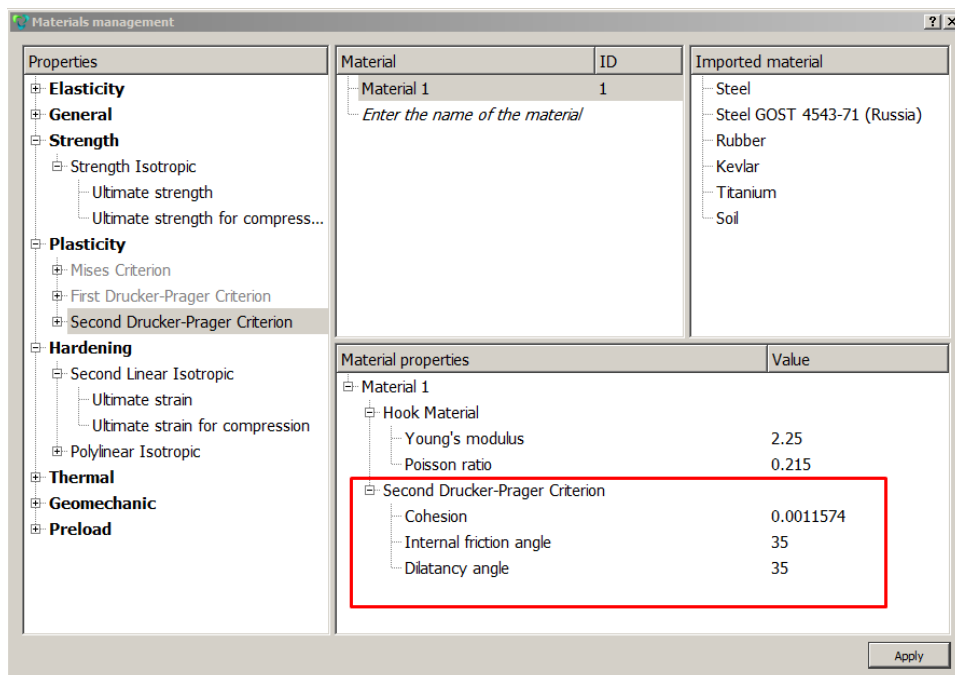 Materials management
Properties
Elasticity
General
Strength
Strength Isotropic
Ultimate strength
Ultimate strength for compress...
Plasticity
Mises Criterion
First Drucker-Prager Criterion
Second Drucker-Prager Criterion
Hardening
Second Linear Isotropic
Ultimate strain
Ultimate strain for compression
Polylinear Isotropic
Thermal
Geomechanic
Preload
Material ID
Material 1 1
Enter the name of the material
Imported material
Steel
Steel GOST 4543-71 (Russia)
Rubber
Kevlar
Titanium
Soil
Material properties Value
Material 1
Hook Material
Young's modulus 2.25
Poisson ratio 0.215
Second Drucker-Prager Criterion
Cohesion 0.0011574
Internal friction angle 35
Dilatancy angle 35
Apply